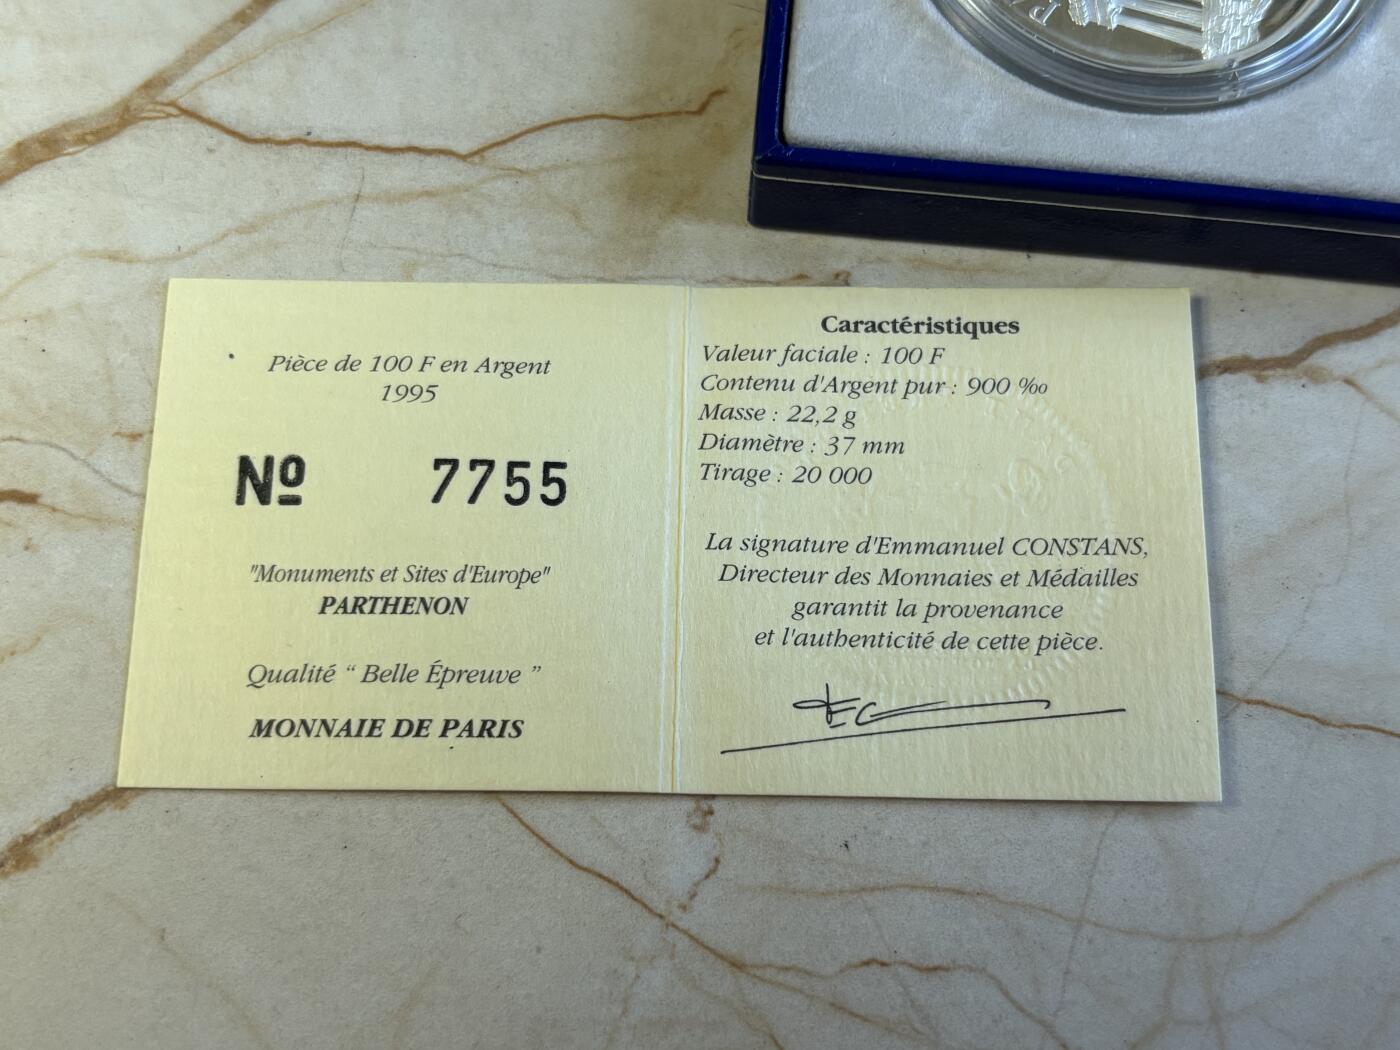 Pièce de 100 F en Argent
1995
Nº 7755
"Monuments et Sites d'Europe"
PARTHENON
Qualité “ Belle Épreuve ”
MONNAIE DE PARIS
Caractéristiques
Valeur faciale : 100 F
Contenu d'Argent pur : 900 ‰
Masse : 22,2 g
Diamètre : 37 mm
Tirage : 20 000
La signature d'Emmanuel CONSTANS,
Directeur des Monnaies et Médailles
garantit la provenance
et l'authenticité de cette pièce.